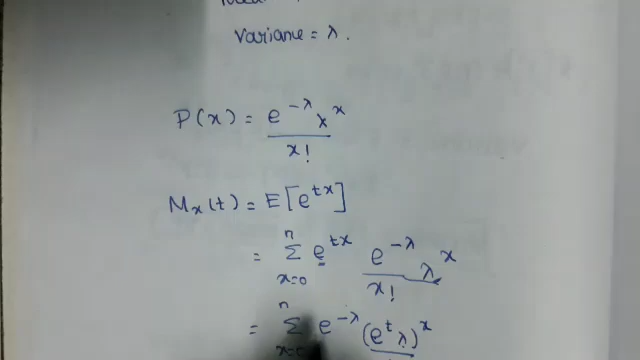 Variance = λ.
P(x) = e^{-λ} λ^x / x!
M_x(t) = E[e^{tx}]
= Σ_{x=0}^{n} e^{tx} e^{-λ} λ^x / x!
= Σ^{n} e^{-λ} (e^t λ)^x